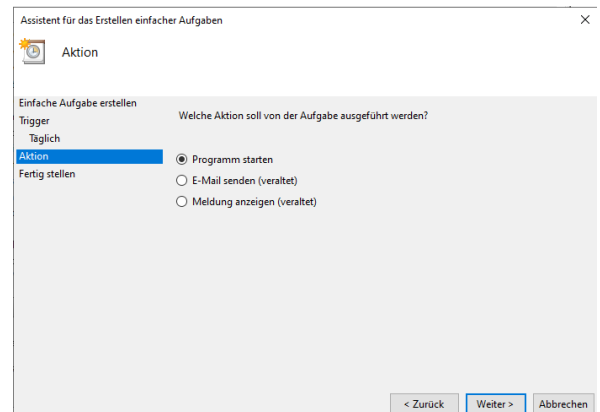 Assistent für das Erstellen einfacher Aufgaben
Aktion
Einfache Aufgabe erstellen
Trigger
Täglich
Aktion
Fertig stellen
Welche Aktion soll von der Aufgabe ausgeführt werden?
Programm starten
E-Mail senden (veraltet)
Meldung anzeigen (veraltet)
< Zurück
Weiter >
Abbrechen